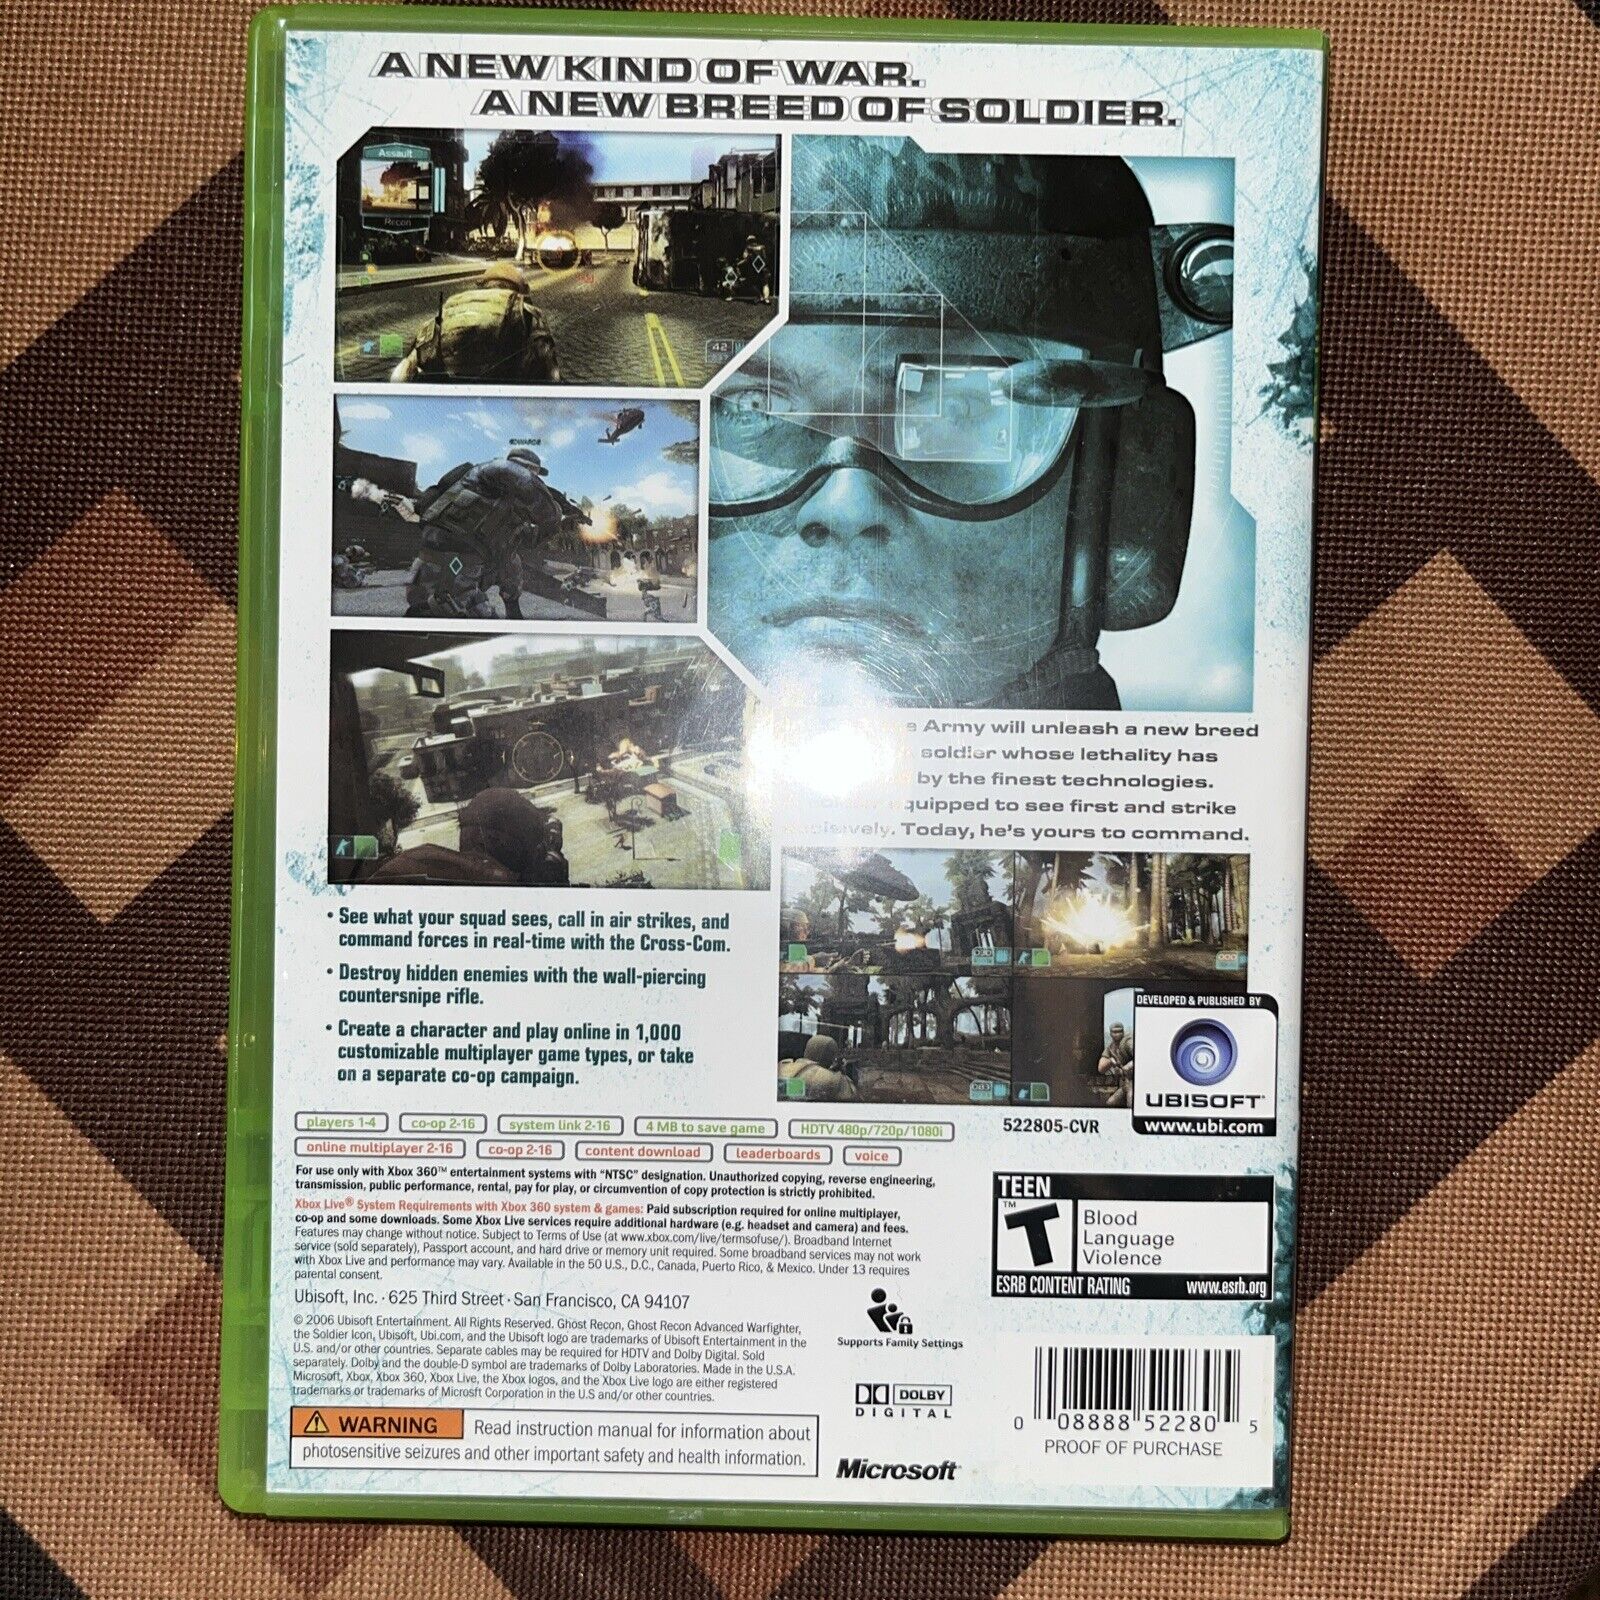 A NEW KIND OF WAR.
A NEW BREED OF SOLDIER.
Assault
Recon
42
EDWARDS
Army will unleash a new breed
soldier whose lethality has
by the finest technologies.
equipped to see first and strike
decisively. Today, he's yours to command.
• See what your squad sees, call in air strikes, and
command forces in real-time with the Cross-Com.
• Destroy hidden enemies with the wall-piercing
countersnipe rifle.
• Create a character and play online in 1,000
customizable multiplayer game types, or take
on a separate co-op campaign.
030
000
083
DEVELOPED & PUBLISHED BY
UBISOFT
www.ubi.com
players 1-4 co-op 2-16 system link 2-16 4 MB to save game HDTV 480p/720p/1080i
522805-CVR
online multiplayer 2-16 co-op 2-16 content download leaderboards voice
For use only with Xbox 360™ entertainment systems with "NTSC" designation. Unauthorized copying, reverse engineering,
transmission, public performance, rental, pay for play, or circumvention of copy protection is strictly prohibited.
Xbox Live® System Requirements with Xbox 360 system & games: Paid subscription required for online multiplayer,
co-op and some downloads. Some Xbox Live services require additional hardware (e.g. headset and camera) and fees.
Features may change without notice. Subject to Terms of Use (at www.xbox.com/live/termsofuse/). Broadband Internet
service (sold separately), Passport account, and hard drive or memory unit required. Some broadband services may not work
with Xbox Live and performance may vary. Available in the 50 U.S., D.C., Canada, Puerto Rico, & Mexico. Under 13 requires
parental consent.
Ubisoft, Inc. · 625 Third Street · San Francisco, CA 94107
© 2006 Ubisoft Entertainment. All Rights Reserved. Ghost Recon, Ghost Recon Advanced Warfighter,
the Soldier Icon, Ubisoft, Ubi.com, and the Ubisoft logo are trademarks of Ubisoft Entertainment in the
U.S. and/or other countries. Separate cables may be required for HDTV and Dolby Digital. Sold
separately. Dolby and the double-D symbol are trademarks of Dolby Laboratories. Made in the U.S.A.
Microsoft, Xbox, Xbox 360, Xbox Live, the Xbox logos, and the Xbox Live logo are either registered
trademarks or trademarks of Microsft Corporation in the U.S and/or other countries.
WARNING Read instruction manual for information about
photosensitive seizures and other important safety and health information.
TEEN
T™
Blood
Language
Violence
ESRB CONTENT RATING www.esrb.org
Supports Family Settings
DOLBY
DIGITAL
Microsoft
0 08888 52280 5
PROOF OF PURCHASE